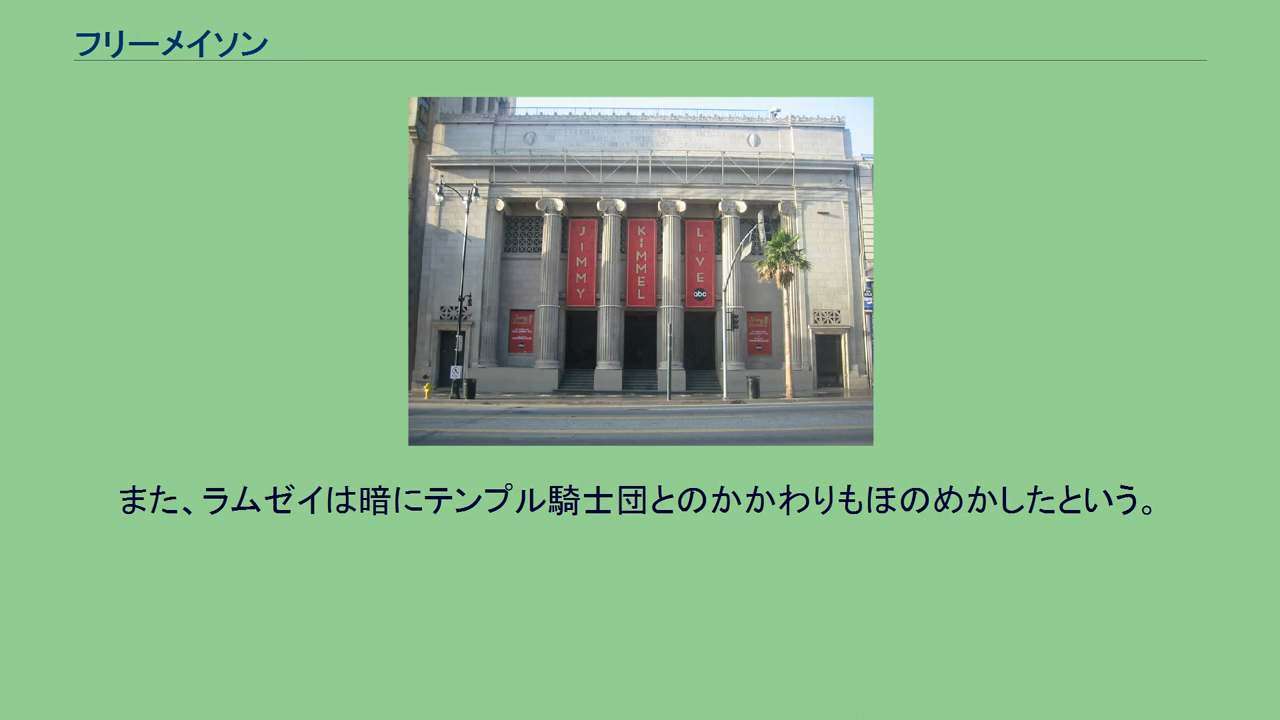 フリーメイソン
JIMMY
KIMMEL
LIVE
abc
また、ラムゼイは暗にテンプル騎士団とのかかわりもほのめかしたという。